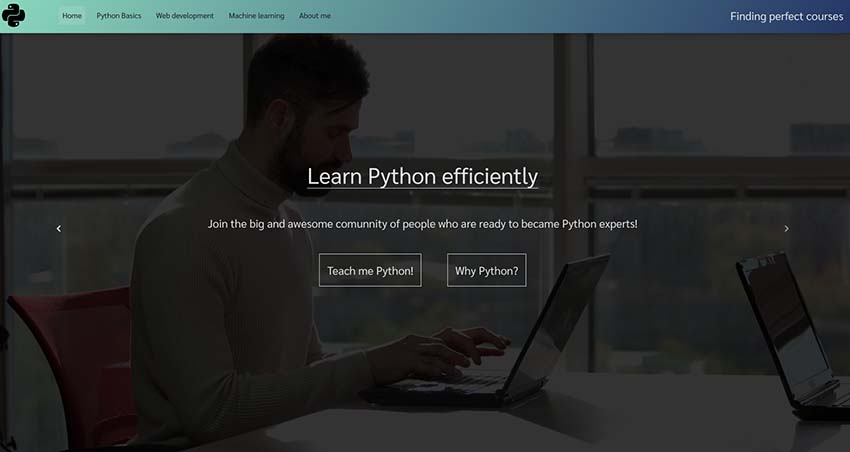 Home Python Basics Web development Machine learning About me Finding perfect courses
Learn Python efficiently
Join the big and awesome comunnity of people who are ready to became Python experts!
Teach me Python! Why Python?